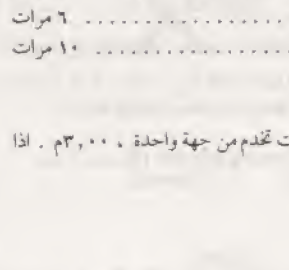 ................ ٦ مرات
................ ١٠ مرات
ت تخدم من جهة واحدة ، ٣,٠٠م . اذا